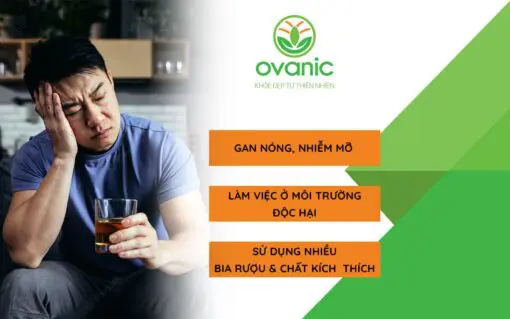 ovanic
KHỎE ĐẸP TỪ THIÊN NHIÊN
GAN NÓNG, NHIỄM MỠ
LÀM VIỆC Ở MÔI TRƯỜNG
ĐỘC HẠI
SỬ DỤNG NHIỀU
BIA RƯỢU & CHẤT KÍCH THÍCH